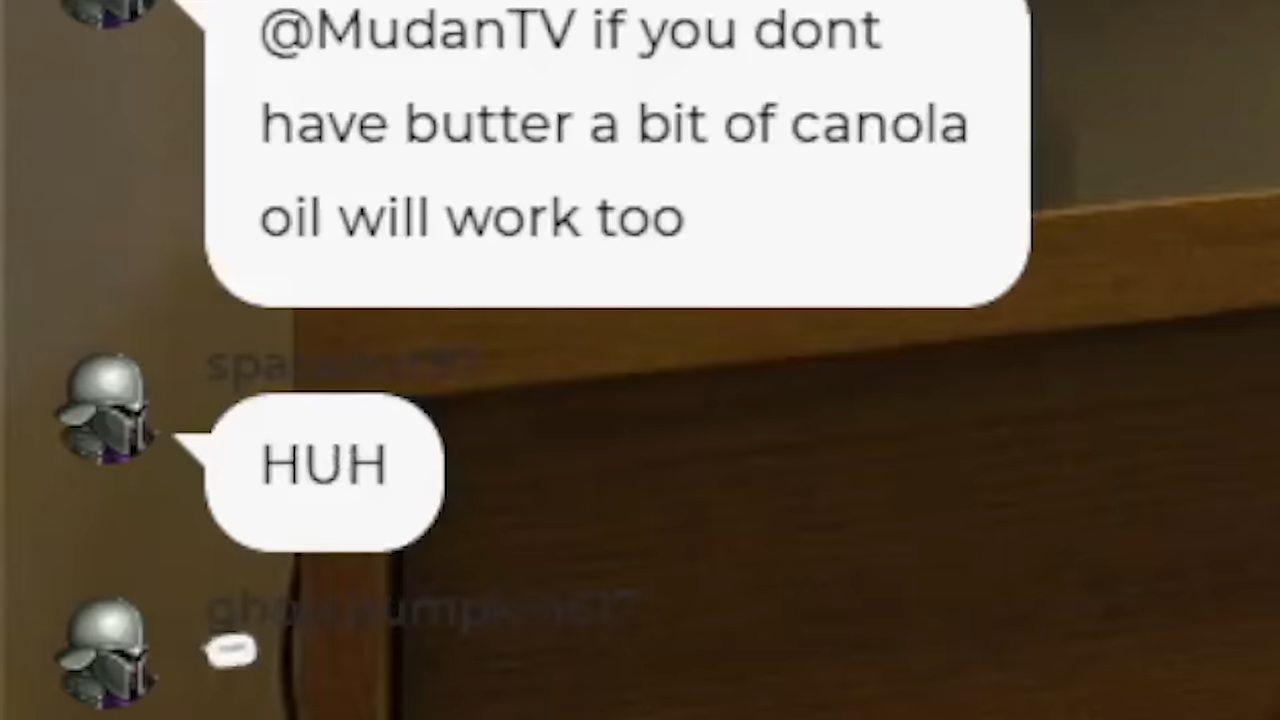 @MudanTV if you dont
have butter a bit of canola
oil will work too
HUH